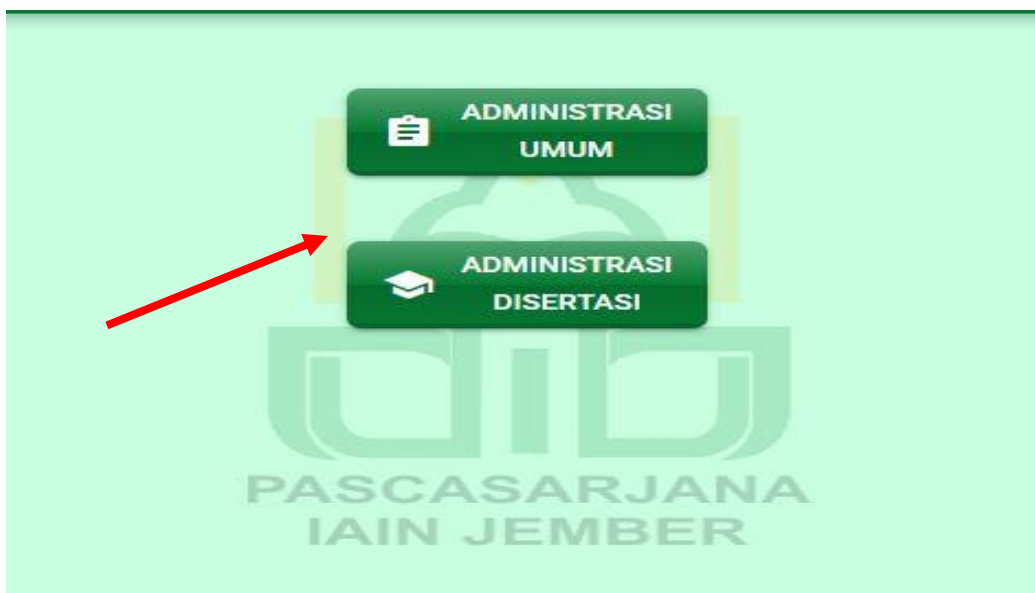 ADMINISTRASI
UMUM
ADMINISTRASI
DISERTASI
PASCASARJANA
IAIN JEMBER